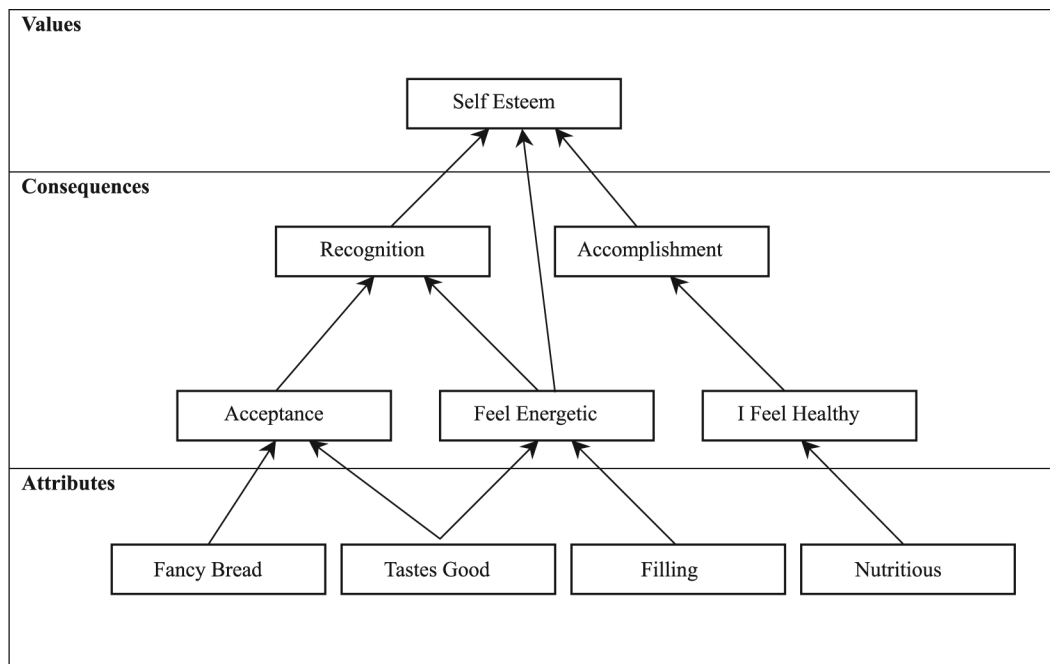 Values
Self Esteem
Consequences
Recognition
Accomplishment
Acceptance
Feel Energetic
I Feel Healthy
Attributes
Fancy Bread
Tastes Good
Filling
Nutritious